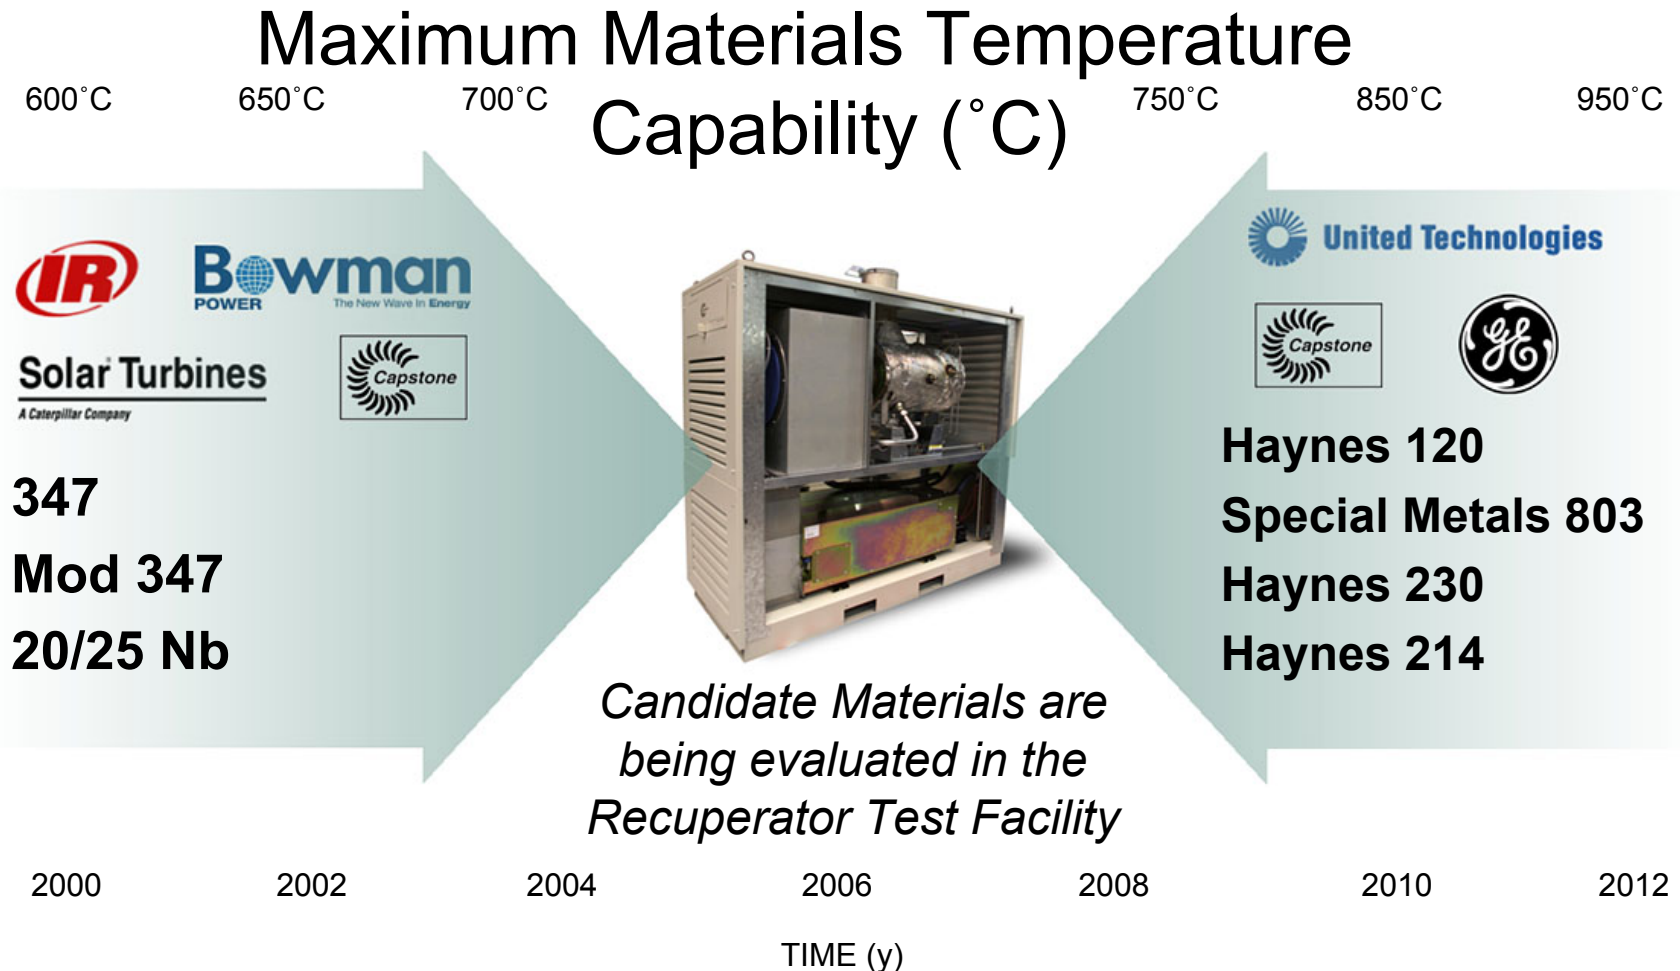 Maximum Materials Temperature
Capability (˚C)
600˚C 650˚C 700˚C 750˚C 850˚C 950˚C
IR
Bowman
POWER
The New Wave in Energy
Solar Turbines
A Caterpillar Company
Capstone
347
Mod 347
20/25 Nb
United Technologies
Capstone
GE
Haynes 120
Special Metals 803
Haynes 230
Haynes 214
Candidate Materials are
being evaluated in the
Recuperator Test Facility
2000 2002 2004 2006 2008 2010 2012
TIME (y)